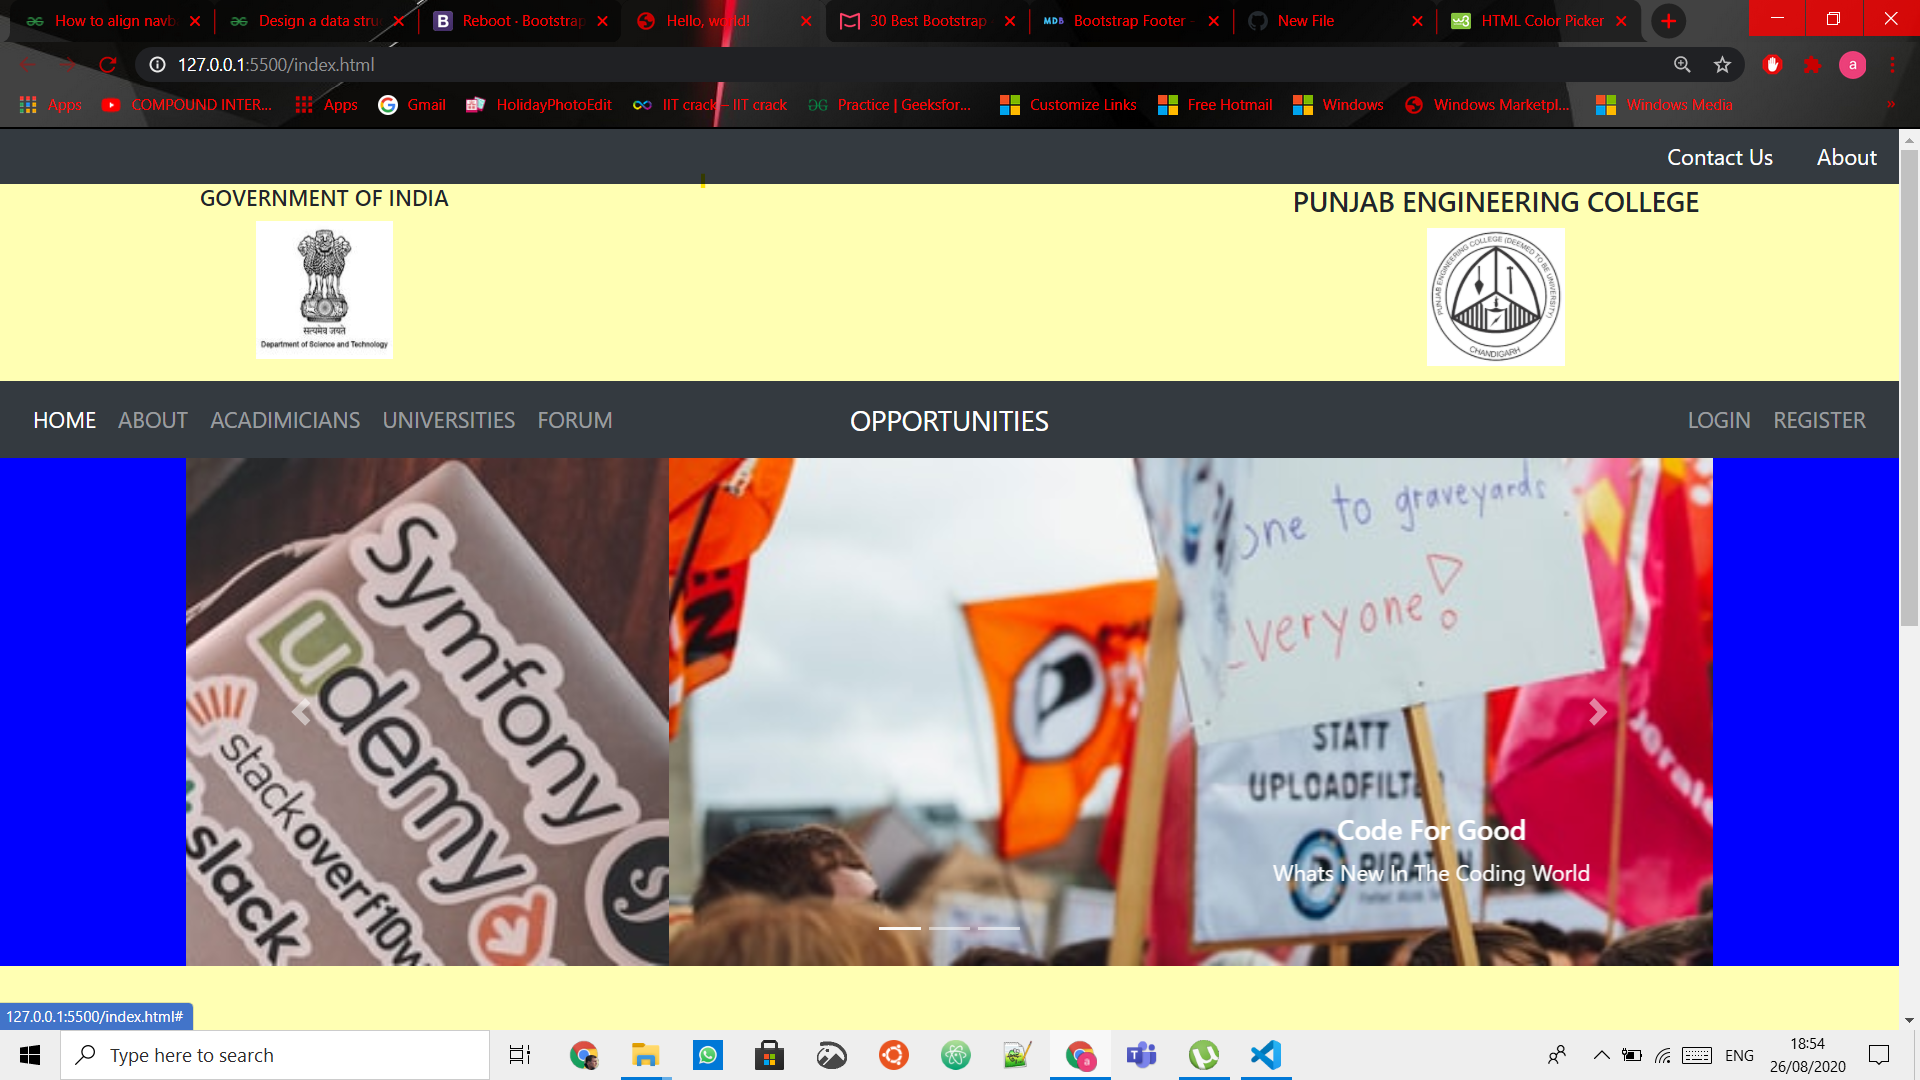 How to align navb
Design a data stru
Reboot · Bootstrap
Hello, world!
30 Best Bootstrap
Bootstrap Footer -
New File
HTML Color Picker
127.0.0.1:5500/index.html
Apps
COMPOUND INTER...
Apps
Gmail
HolidayPhotoEdit
IIT crack – IIT crack
Practice | Geeksfor...
Customize Links
Free Hotmail
Windows
Windows Marketpl...
Windows Media
»
Contact Us
About
GOVERNMENT OF INDIA
PUNJAB ENGINEERING COLLEGE
सत्यमेव जयते
Department of Science and Technology
PUNJAB ENGINEERING COLLEGE (DEEMED TO BE UNIVERSITY)
CHANDIGARH
HOME
ABOUT
ACADIMICIANS
UNIVERSITIES
FORUM
OPPORTUNITIES
LOGIN
REGISTER
Symfony
udemy
stackoverfl0w
slack
one to graveyards
everyone!
STATT
UPLOADFILTE
PIRATEN
Code For Good
Whats New In The Coding World
127.0.0.1:5500/index.html#
Type here to search
ENG
18:54
26/08/2020